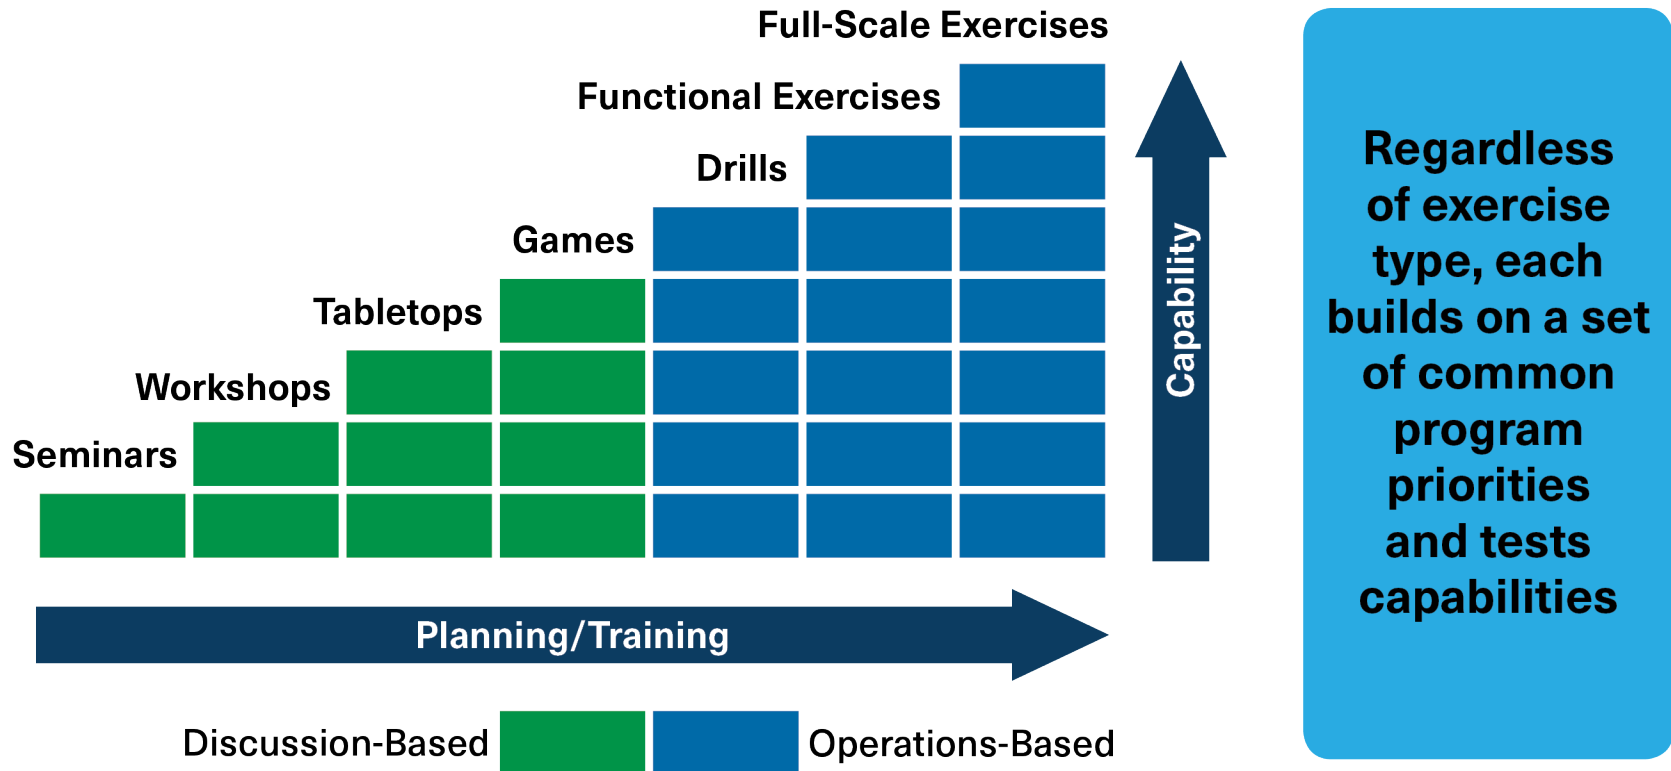 Full-Scale Exercises
Functional Exercises
Drills
Games
Tabletops
Workshops
Seminars
Capability
Planning/Training
Discussion-Based
Operations-Based
Regardless
of exercise
type, each
builds on a set
of common
program
priorities
and tests
capabilities